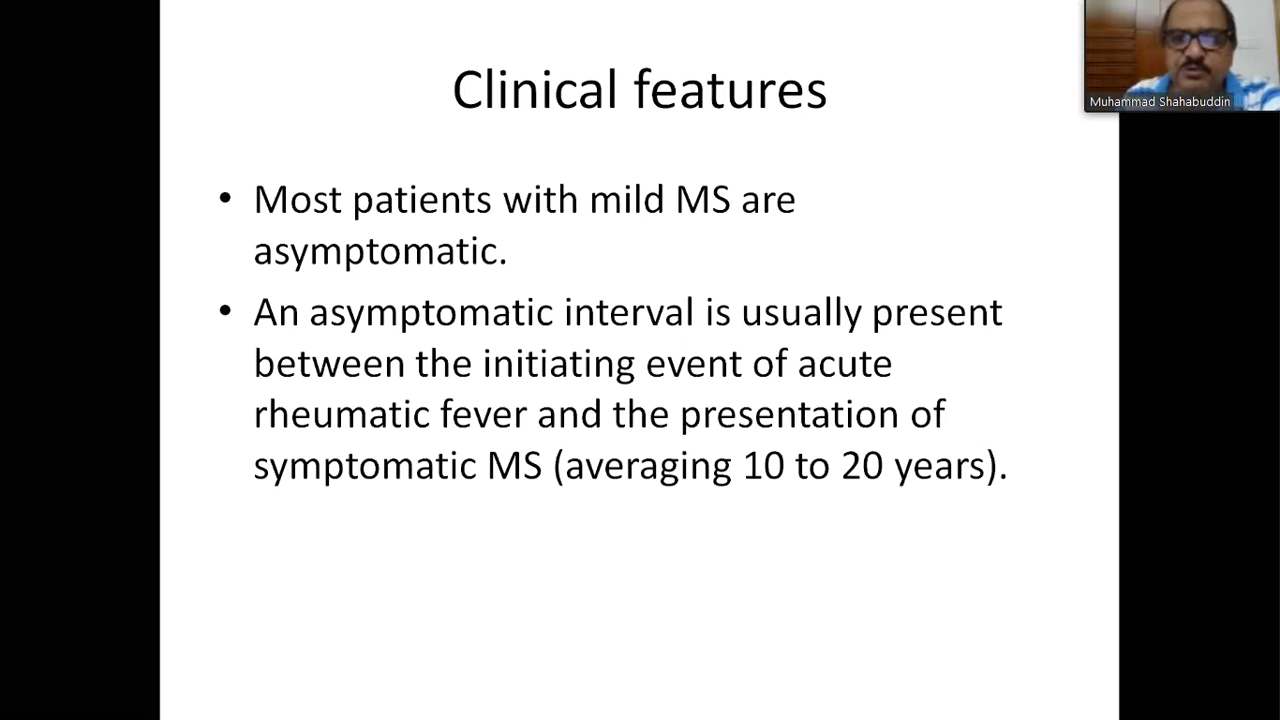 Clinical features
Muhammad Shahabuddin
• Most patients with mild MS are
asymptomatic.
• An asymptomatic interval is usually present
between the initiating event of acute
rheumatic fever and the presentation of
symptomatic MS (averaging 10 to 20 years).